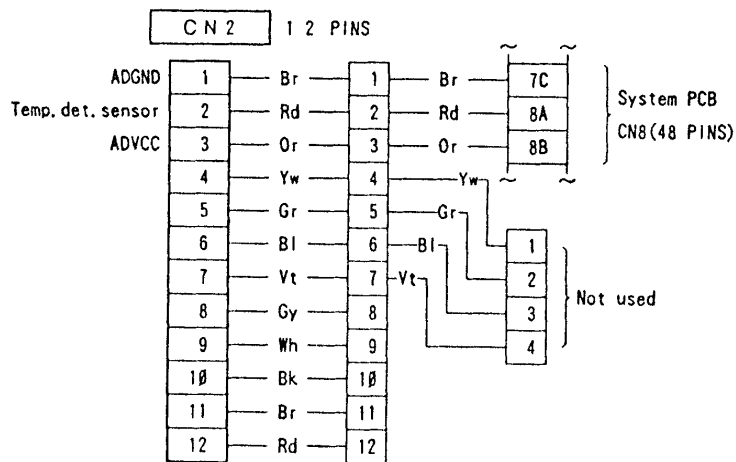 CN2 12 PINS
ADGND 1 Br 1 Br 7C
Temp.det.sensor 2 Rd 2 Rd 8A System PCB
ADVCC 3 Or 3 Or 8B CN8(48 PINS)
4 Yw 4 Yw
5 Gr 5 Gr
6 Bl 6 Bl 1
7 Vt 7 Vt 2
8 Gy 8 3 Not used
9 Wh 9 4
10 Bk 10
11 Br 11
12 Rd 12